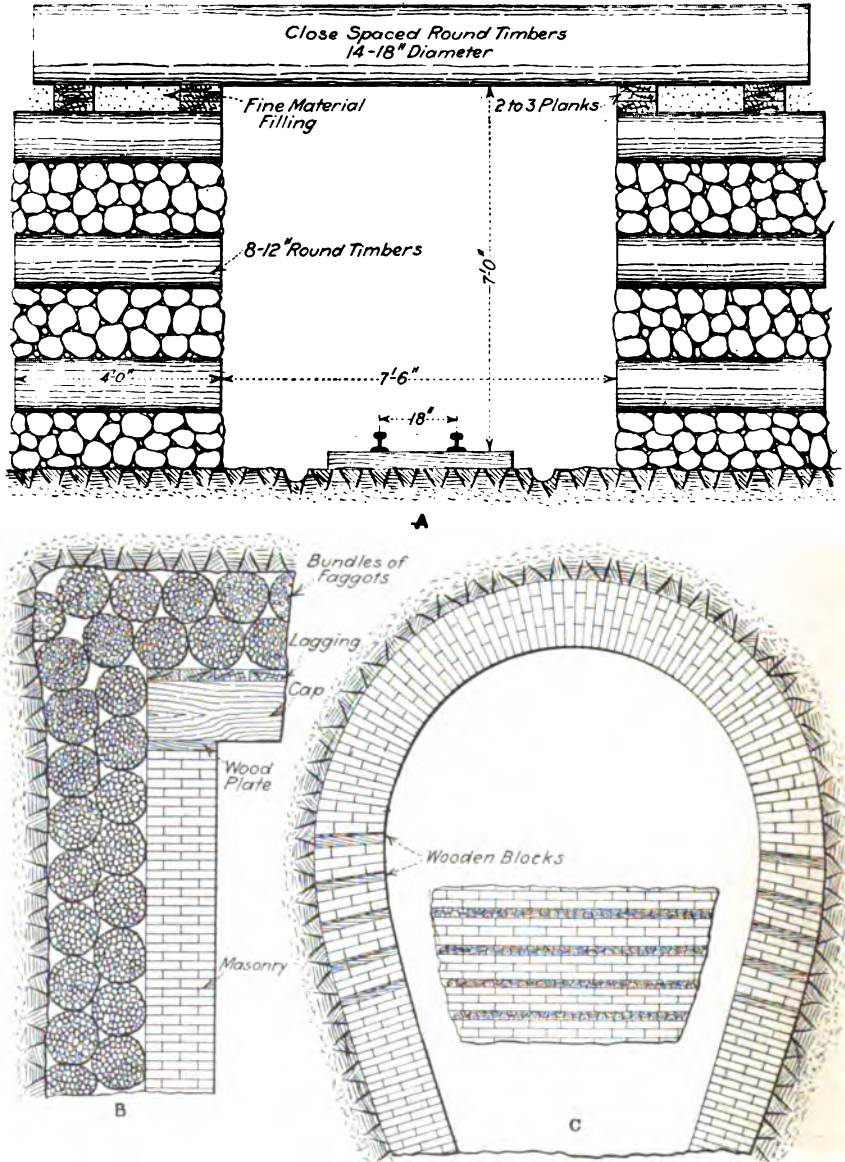 Close Spaced Round Timbers
14-18" Diameter
Fine Material
Filling
2 to 3 Planks
8-12" Round Timbers
7'-0"
4'-0"
7'-6"
18"
A
Bundles of
Faggots
Lagging
Cap
Wood
Plate
Wooden Blocks
Masonry
B
C